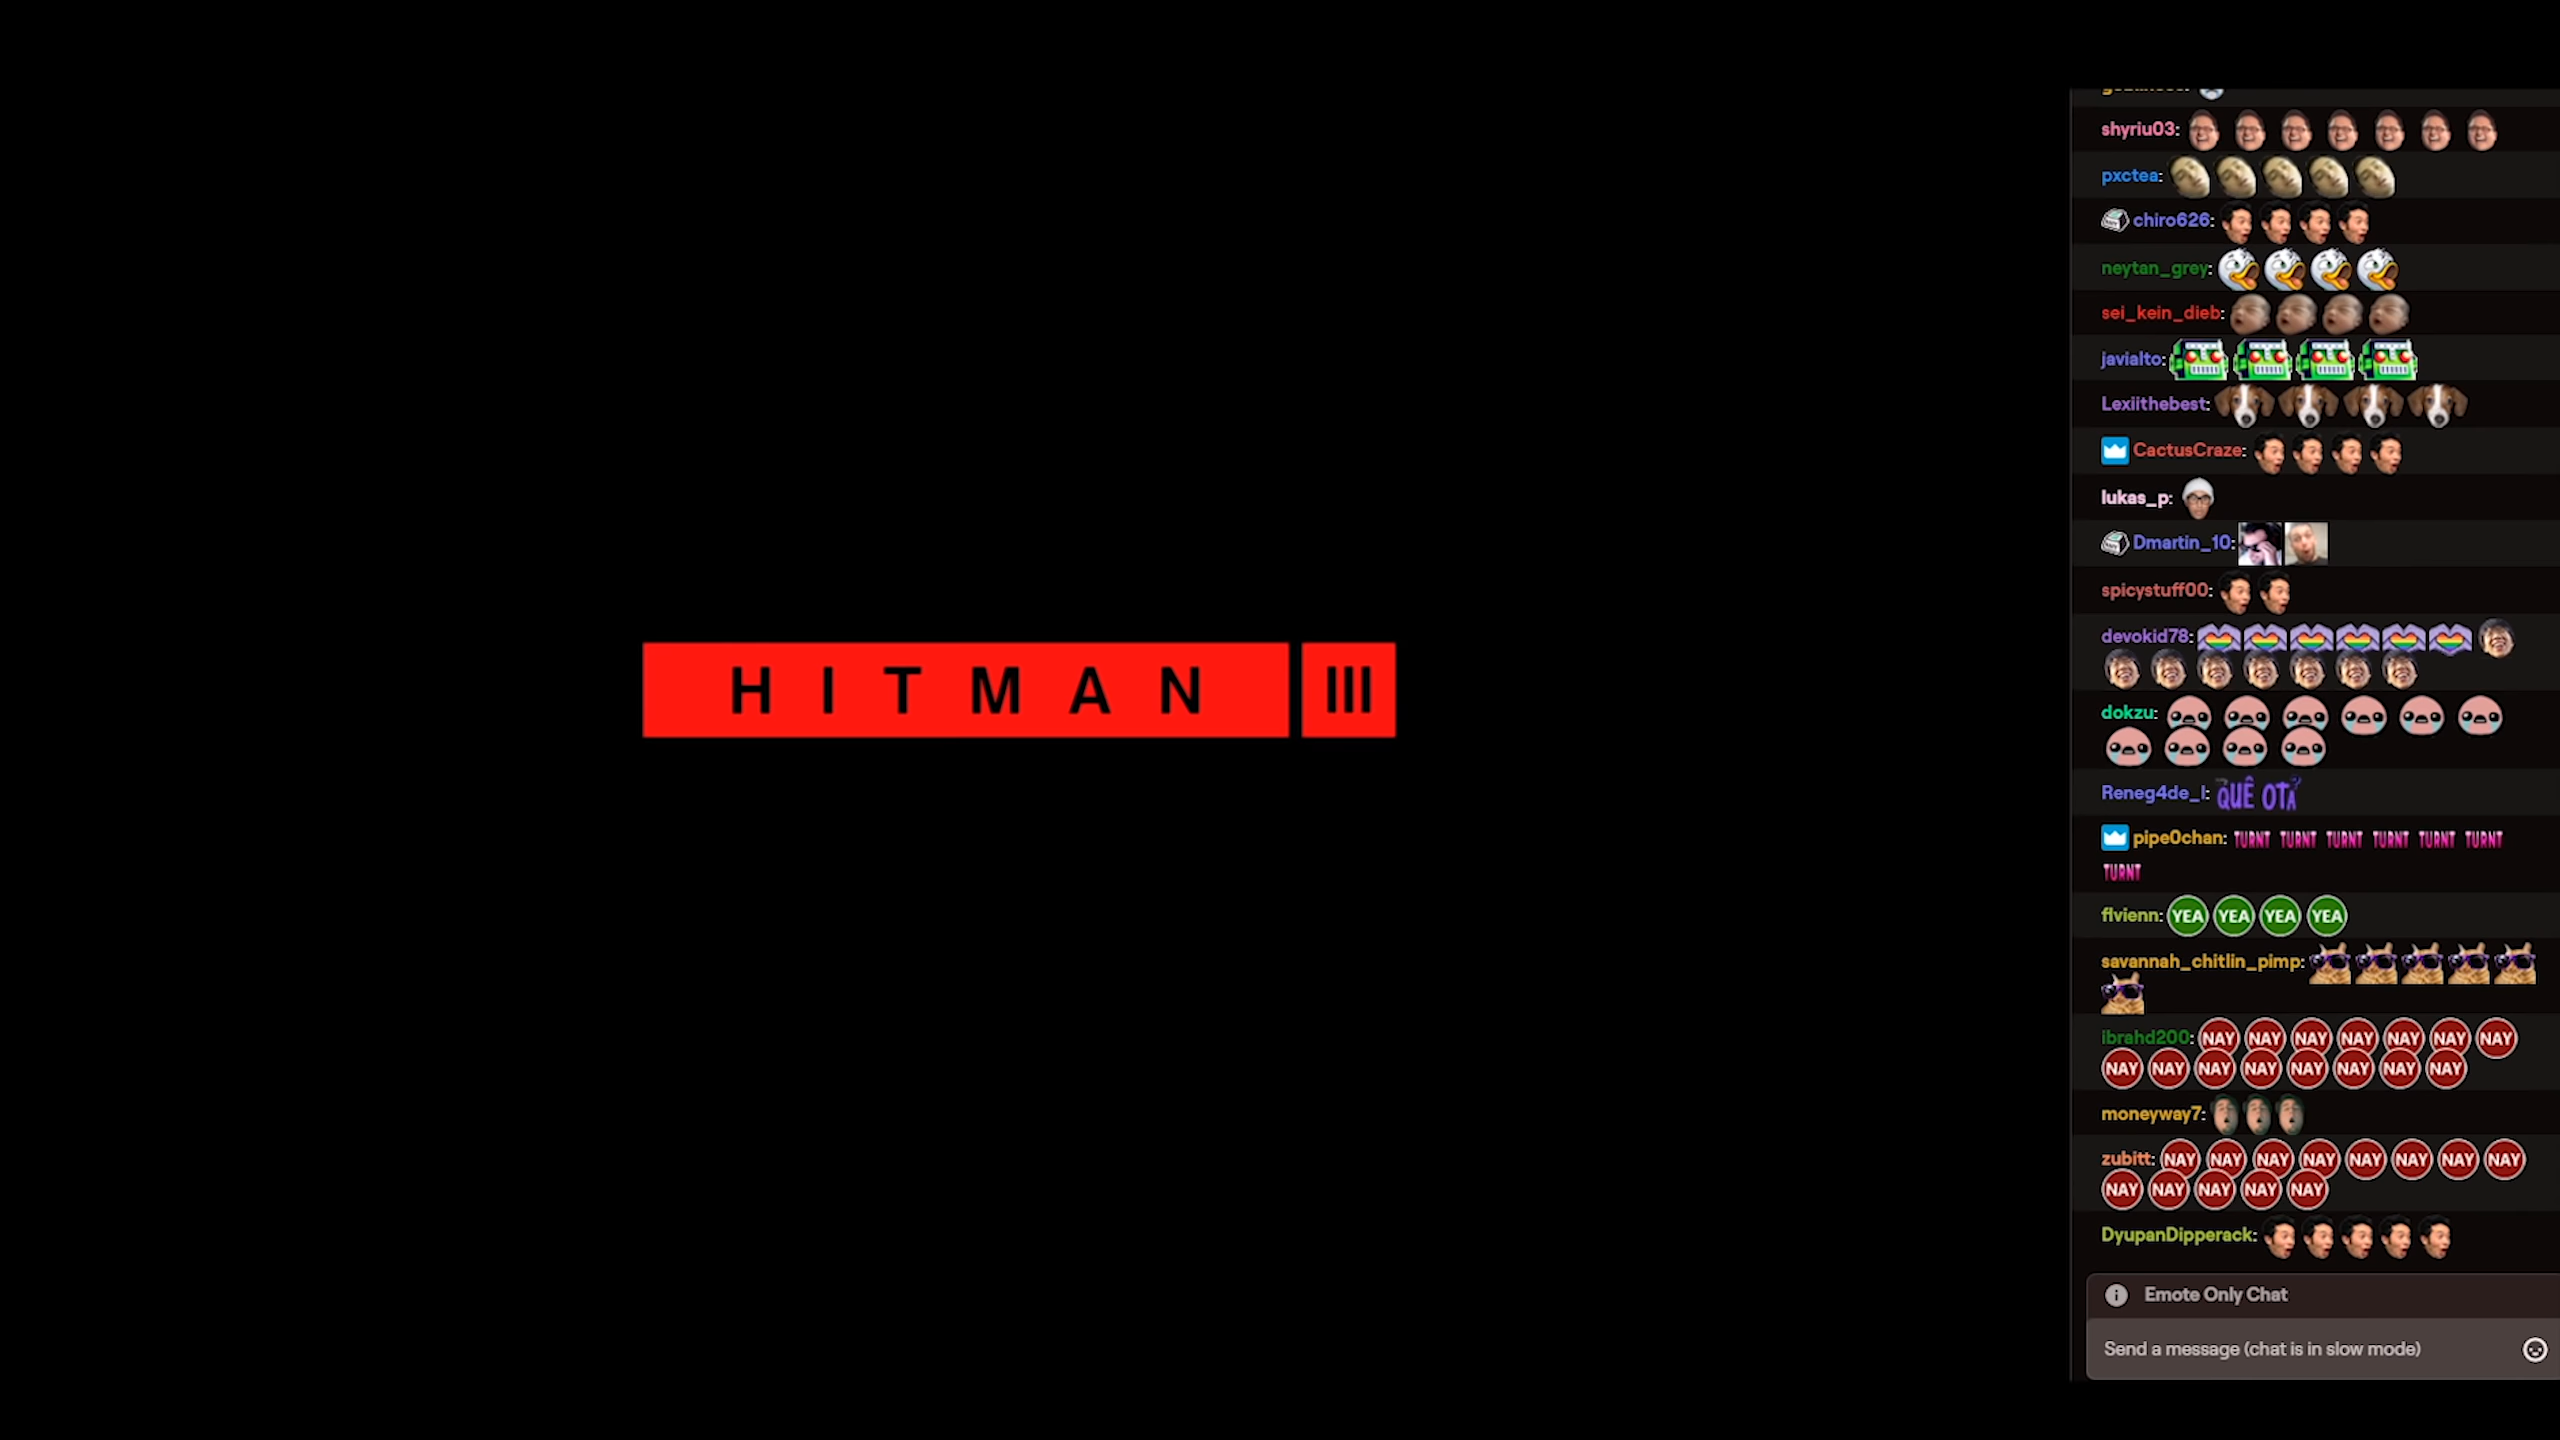 HITMAN III
shyriu03:
pxctea:
chiro626:
neytan_grey:
sei_kein_dieb:
javialto:
Lexiithebest:
CactusCraze:
lukas_p:
Dmartin_10:
spicystuff00:
devokid78:
dokzu:
Reneg4de_I: QUÊ OTA
pipe0chan: TURNT TURNT TURNT TURNT TURNT TURNT
TURNT
flvienn: YEA YEA YEA YEA
savannah_chitlin_pimp:
ibrahd200: NAY NAY NAY NAY NAY NAY NAY
NAY NAY NAY NAY NAY NAY NAY NAY
moneyway7:
zubitt: NAY NAY NAY NAY NAY NAY NAY NAY
NAY NAY NAY NAY NAY
DyupanDipperack:
Emote Only Chat
Send a message (chat is in slow mode)